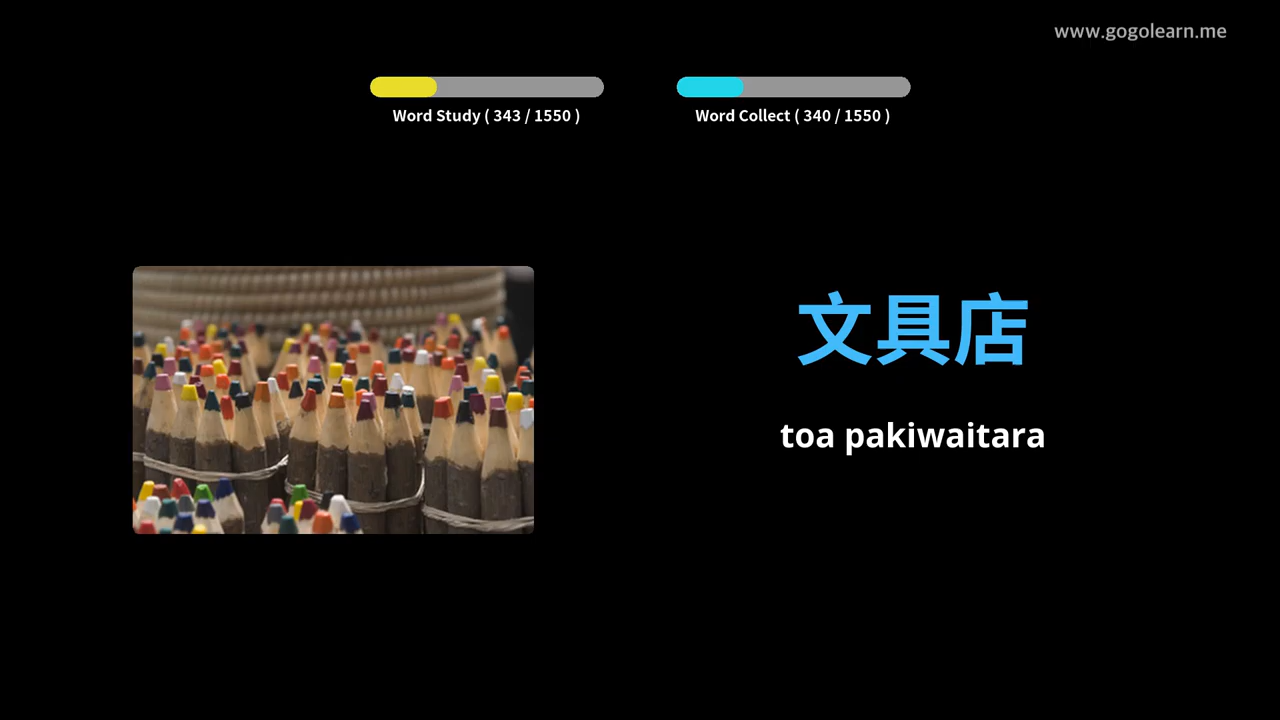 www.gogolearn.me
Word Study ( 343 / 1550 )
Word Collect ( 340 / 1550 )
文具店
toa pakiwaitara